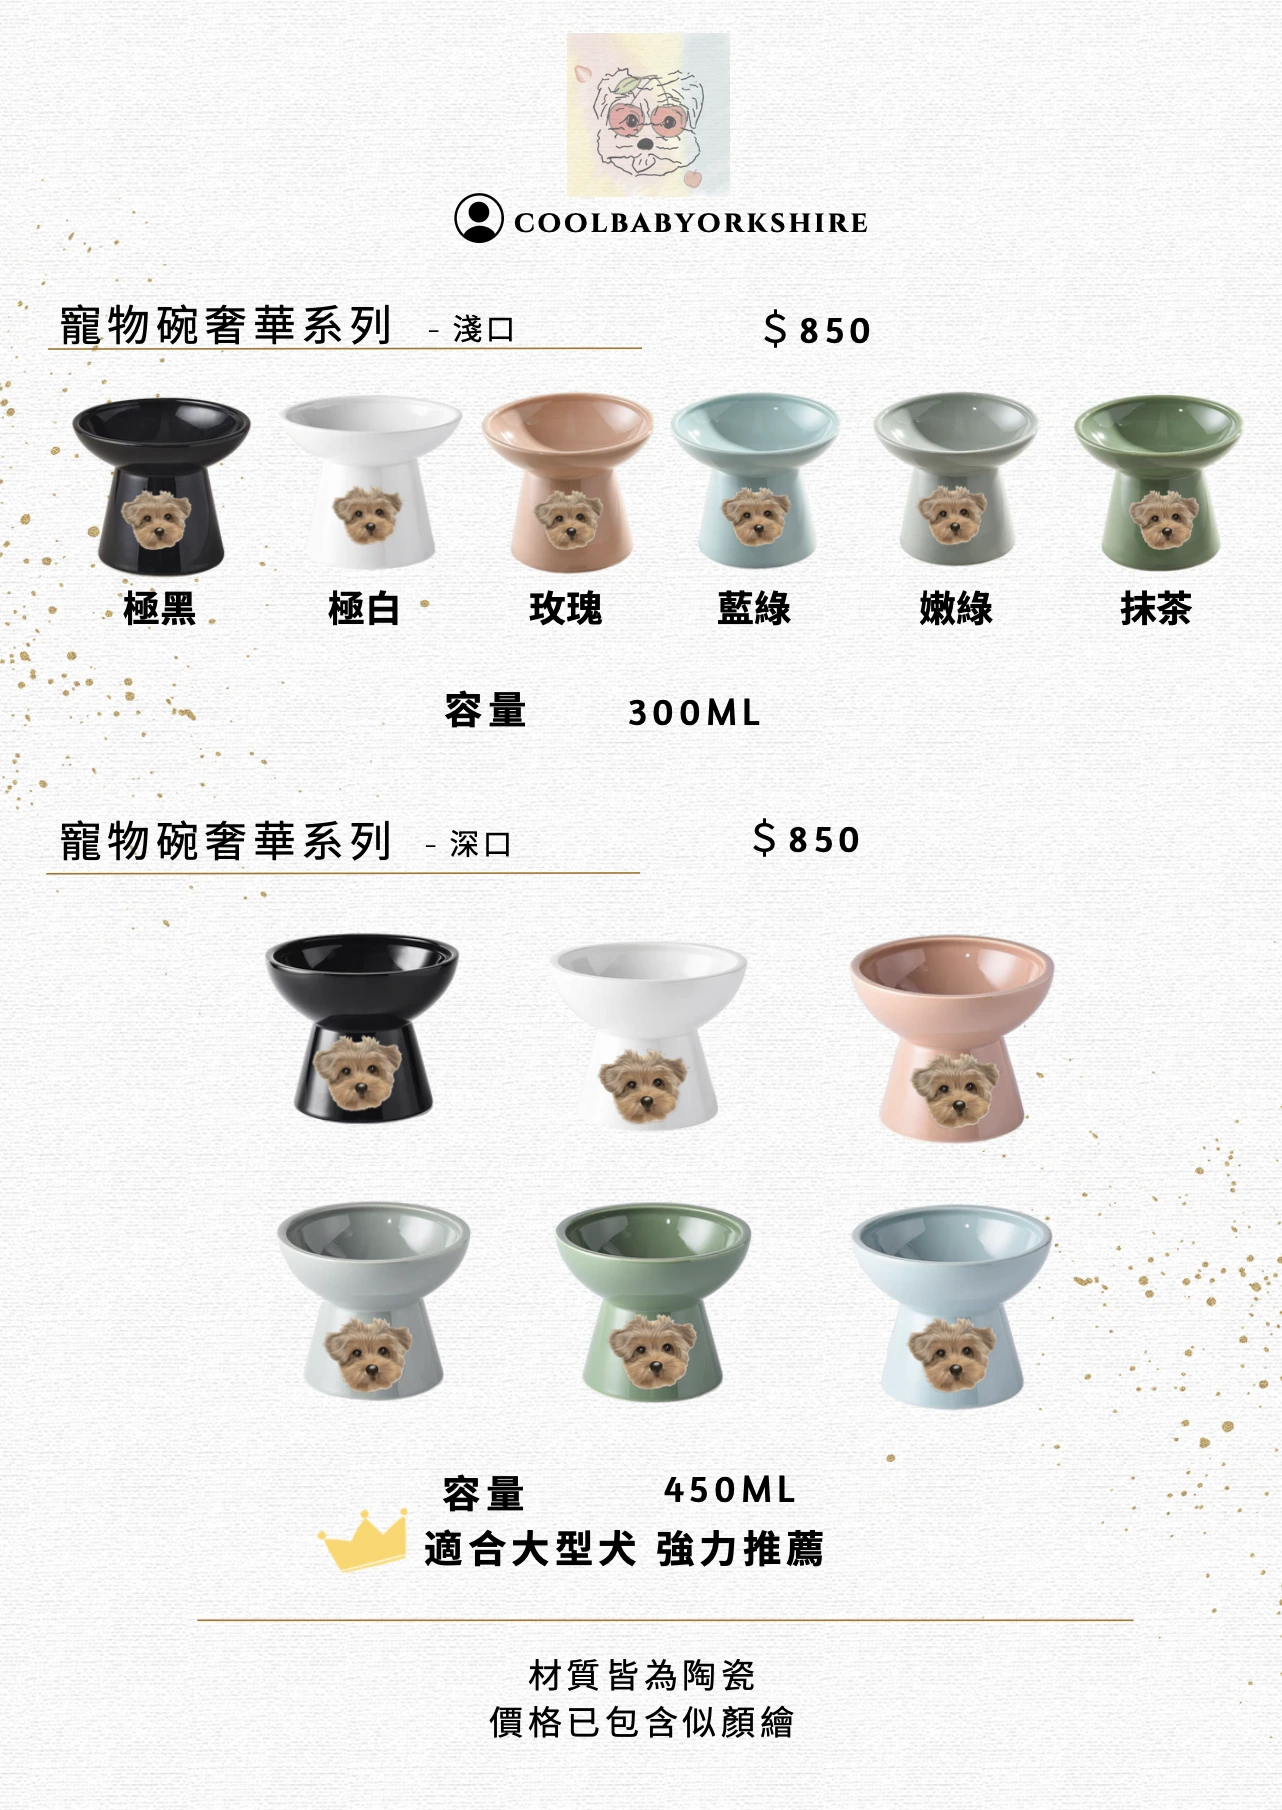 COOLBABYORKSHIRE
寵物碗奢華系列 - 淺口 $850
極黑 極白 玫瑰 藍綠 嫩綠 抹茶
容量 300ML
寵物碗奢華系列 - 深口 $850
容量 450ML
適合大型犬 強力推薦
材質皆為陶瓷
價格已包含似顏繪